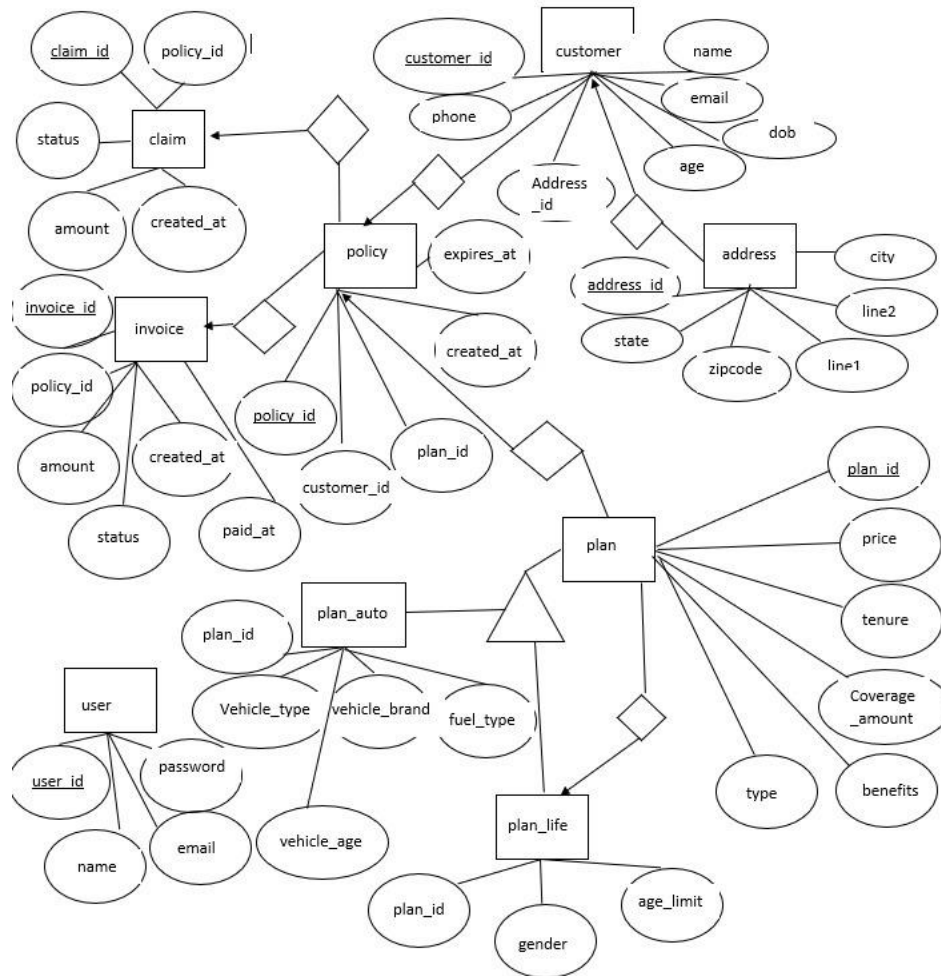 claim_id
policy_id
customer
name
customer_id
email
phone
status
claim
dob
age
Address
_id
amount
created_at
policy
expires_at
address
city
address_id
invoice_id
invoice
line2
state
created_at
zipcode
line1
policy_id
policy_id
plan_id
amount
created_at
customer_id
plan_id
status
paid_at
plan
price
plan_auto
tenure
plan_id
Coverage
_amount
user
Vehicle_type
vehicle_brand
fuel_type
password
user_id
type
benefits
plan_life
vehicle_age
email
name
age_limit
plan_id
gender